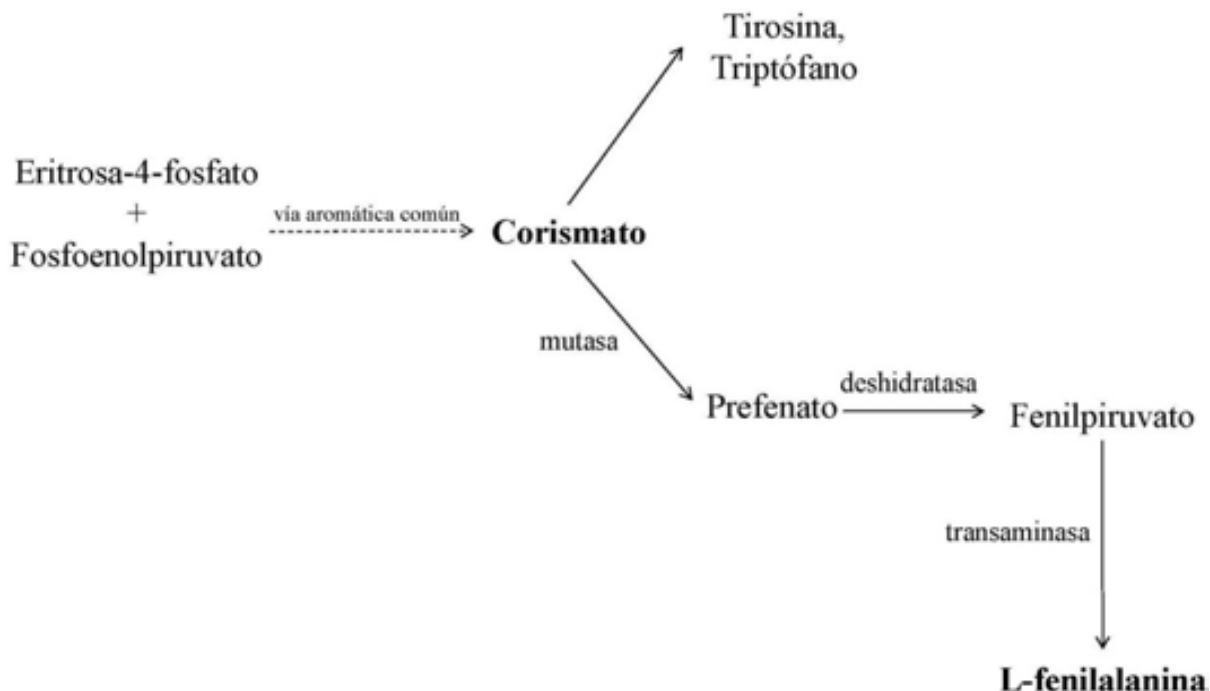 Tirosina,
Triptófano
Eritrosa-4-fosfato
+
Fosfoenolpiruvato
vía aromática común
Corismato
mutasa
Prefenato
deshidratasa
Fenilpiruvato
transaminasa
L-fenilalanina